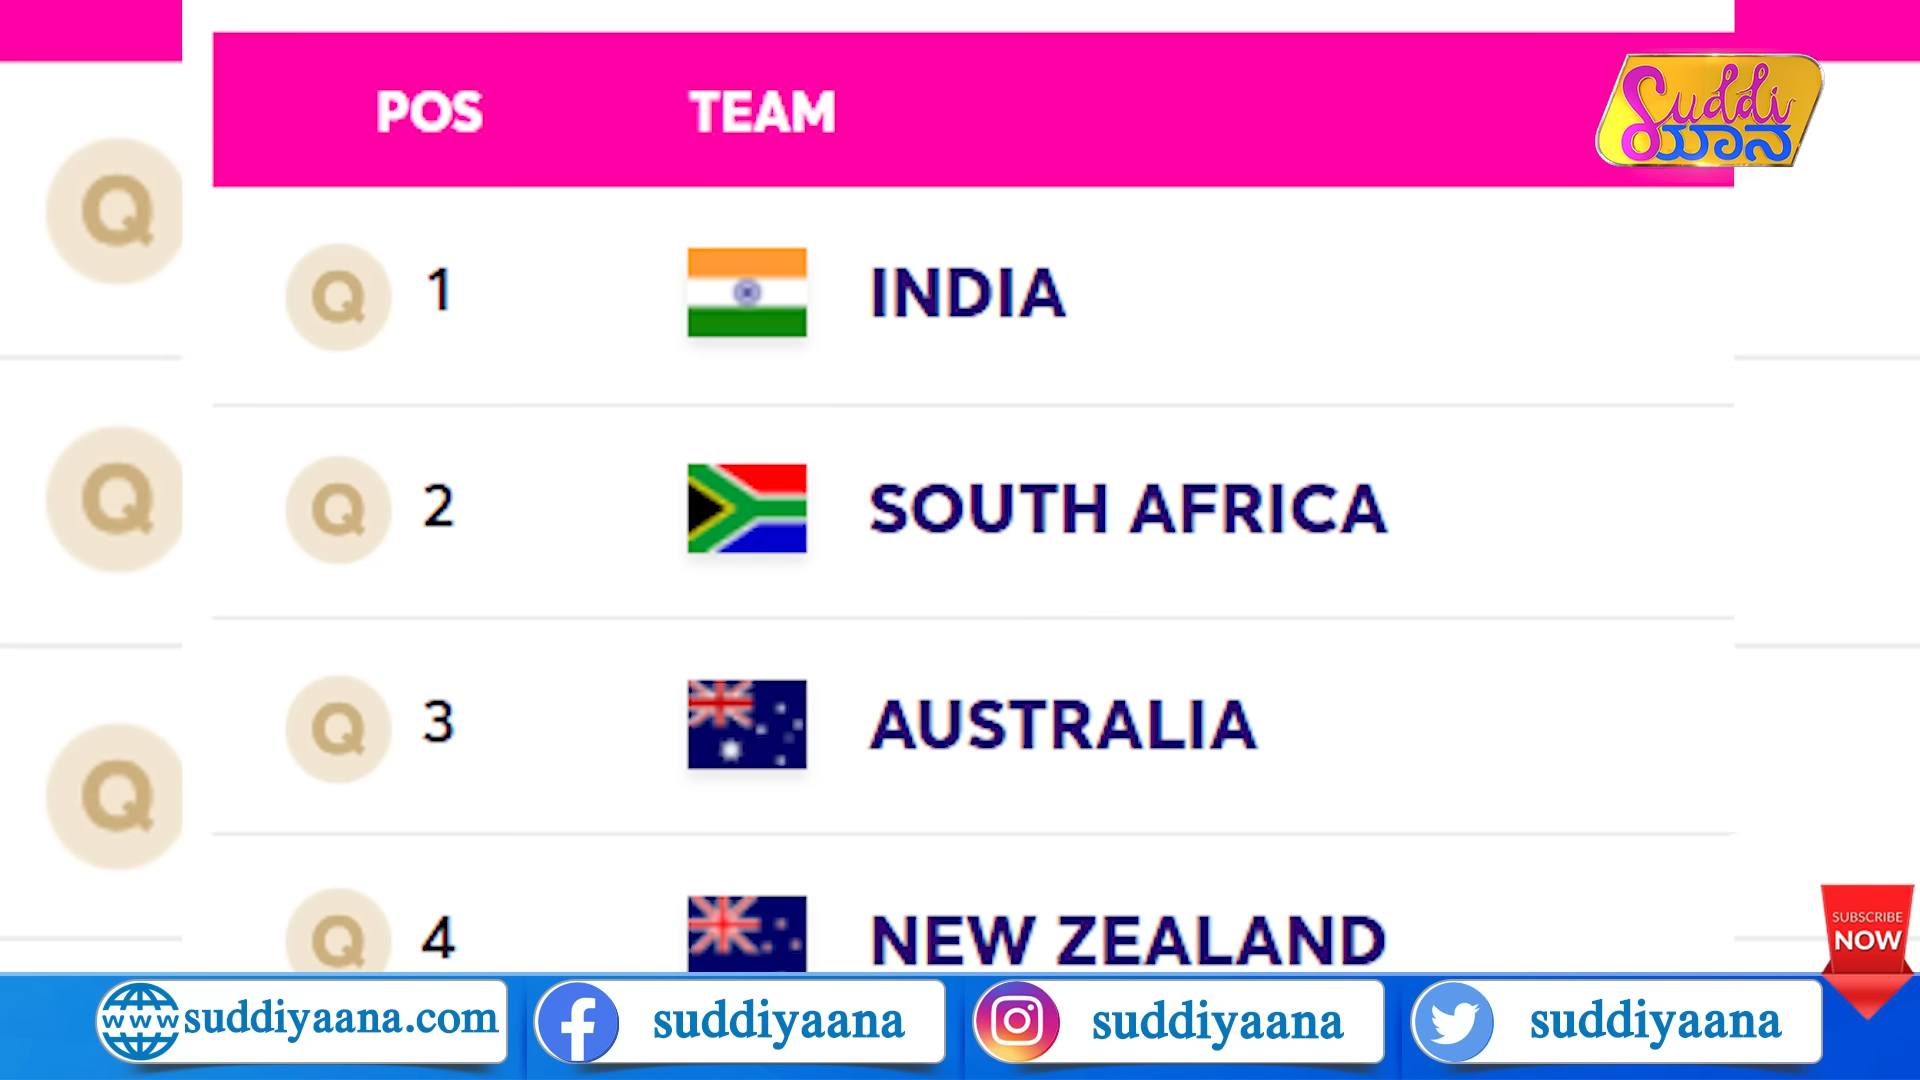 POS TEAM
Suddi
ಯಾನ
Q
Q 1 INDIA
Q
Q 2 SOUTH AFRICA
Q
Q 3 AUSTRALIA
Q 4 NEW ZEALAND
SUBSCRIBE
NOW
www suddiyaana.com
suddiyaana
suddiyaana
suddiyaana